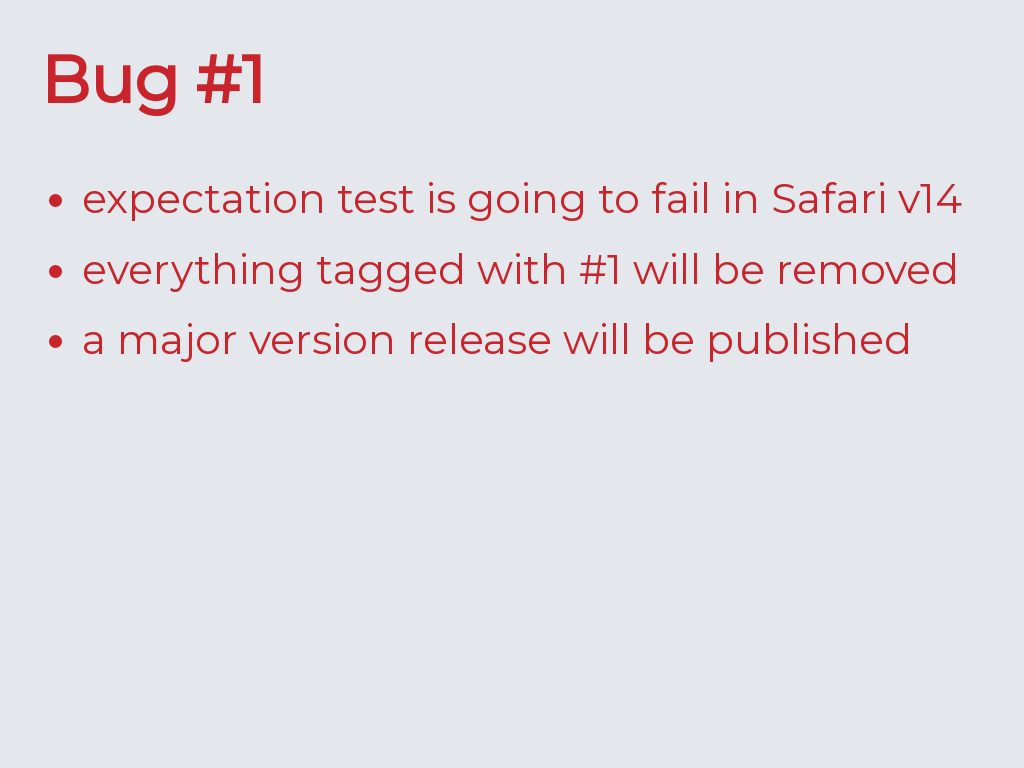 Bug #1
• expectation test is going to fail in Safari v14
• everything tagged with #1 will be removed
• a major version release will be published